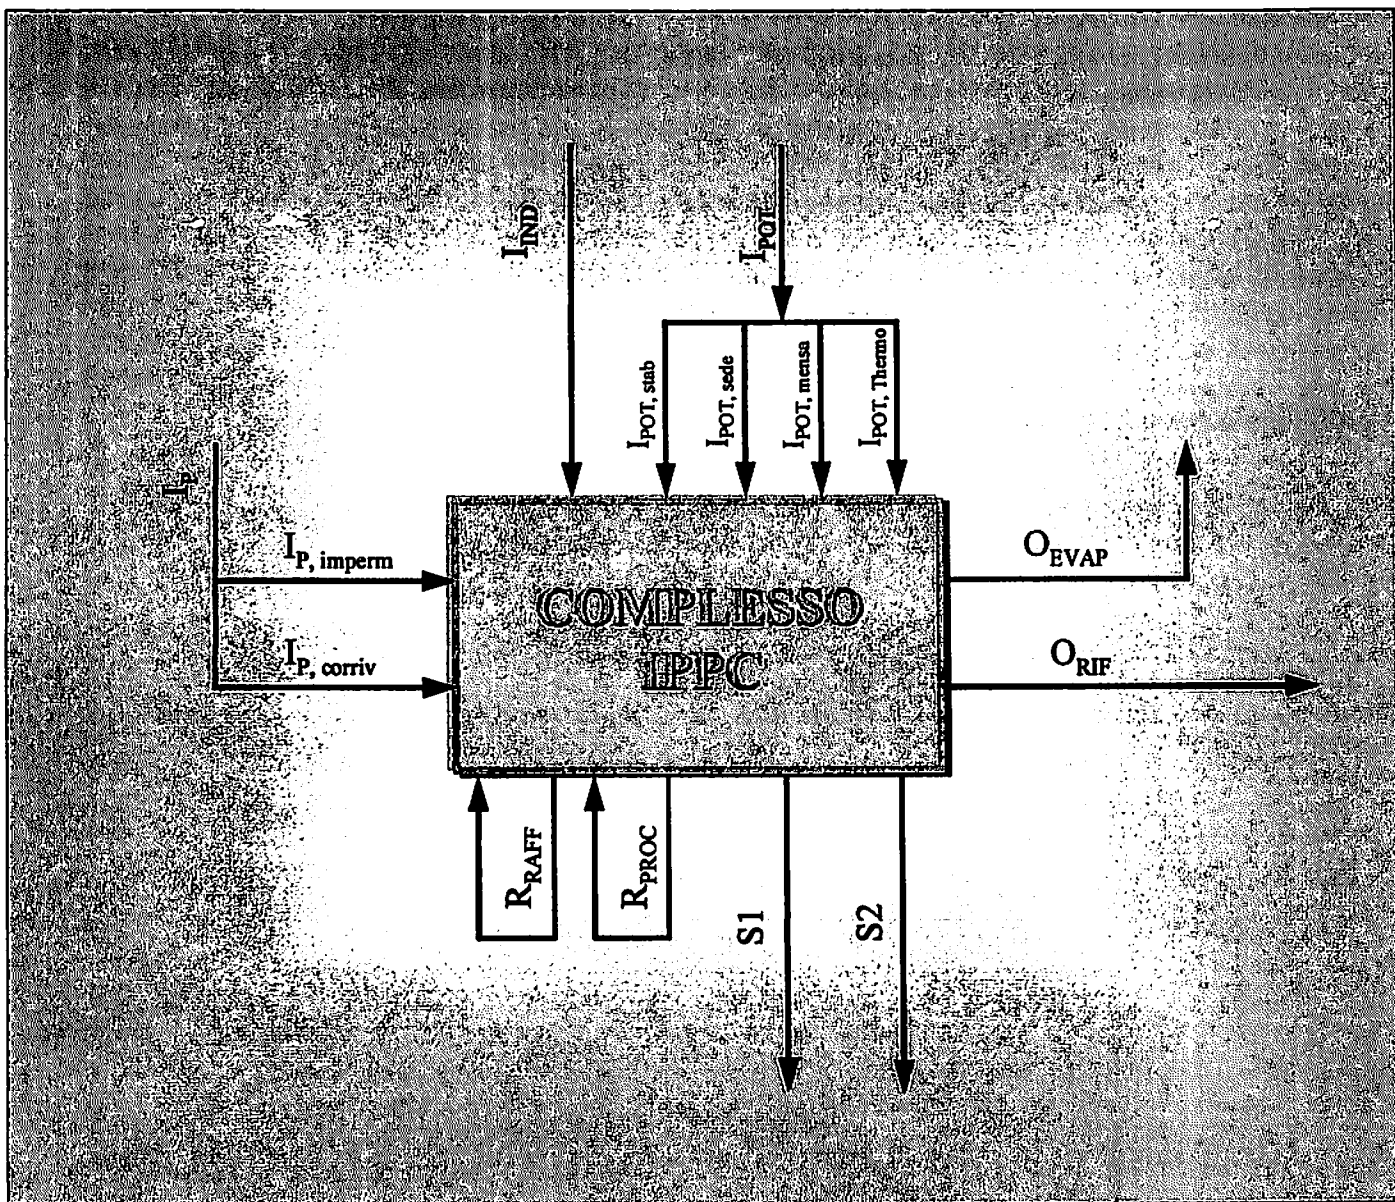 I_IND
I_POT
I_POT, stab
I_POT, sede
I_POT, mensa
I_POT, Thermo
I_P
I_P, imperm
I_P, corriv
COMPLESSO
IPPC
O_EVAP
O_RIF
R_RAFF
R_PROC
S1
S2